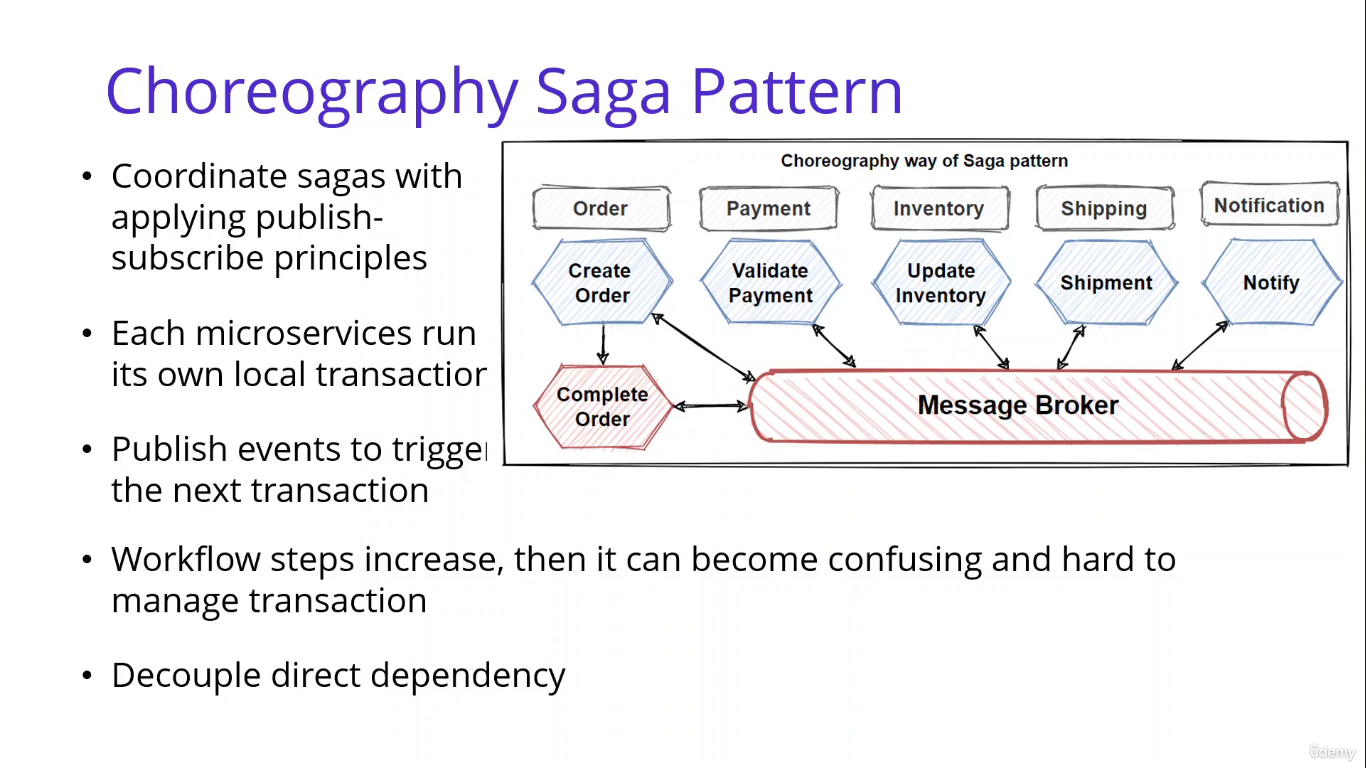 Choreography Saga Pattern
• Coordinate sagas with
applying publish-
subscribe principles
• Each microservices run
its own local transaction
• Publish events to trigger
the next transaction
• Workflow steps increase, then it can become confusing and hard to
manage transaction
• Decouple direct dependency
Choreography way of Saga pattern
Order
Payment
Inventory
Shipping
Notification
Create
Order
Validate
Payment
Update
Inventory
Shipment
Notify
Complete
Order
Message Broker
ûdemy